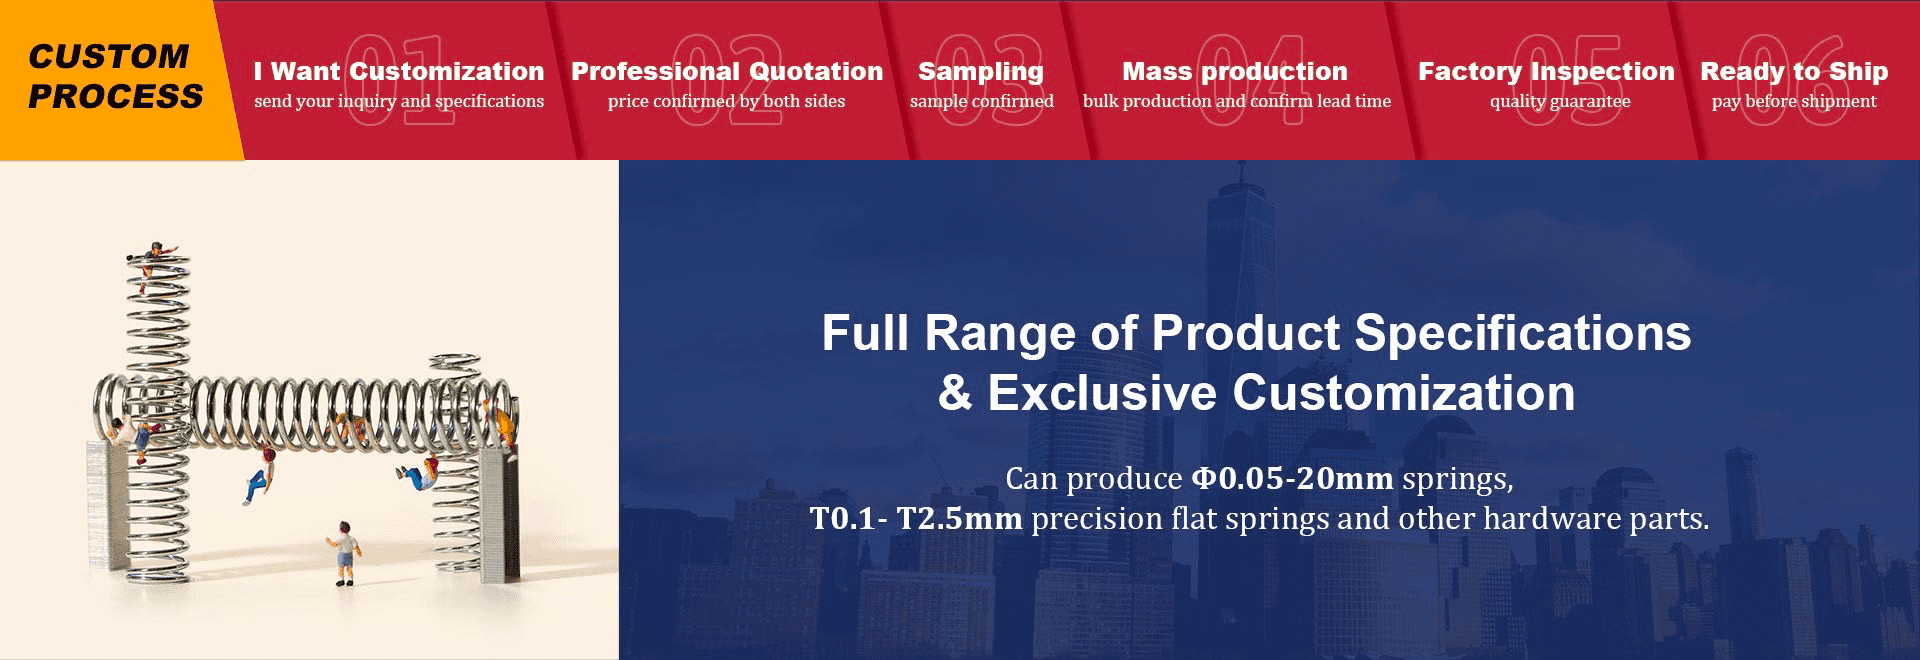 CUSTOM
PROCESS
01
I Want Customization
send your inquiry and specifications
02
Professional Quotation
price confirmed by both sides
03
Sampling
sample confirmed
04
Mass production
bulk production and confirm lead time
05
Factory Inspection
quality guarantee
06
Ready to Ship
pay before shipment
Full Range of Product Specifications
& Exclusive Customization
Can produce Φ0.05-20mm springs,
T0.1- T2.5mm precision flat springs and other hardware parts.